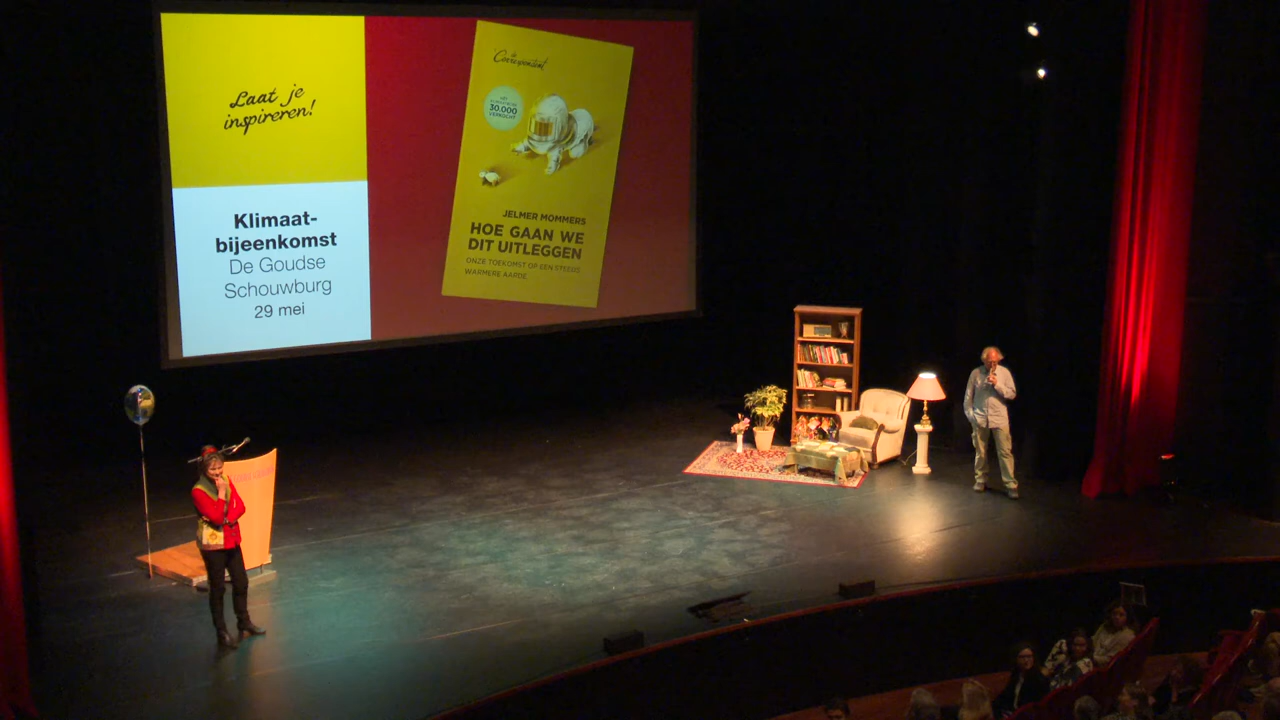 Laat je
inspireren!
Klimaat-
bijeenkomst
De Goudse
Schouwburg
29 mei
de
Correspondent
30.000
VERKOCHT
JELMER MOMMERS
HOE GAAN WE
DIT UITLEGGEN
ONZE TOEKOMST OP EEN STEEDS
WARMERE AARDE